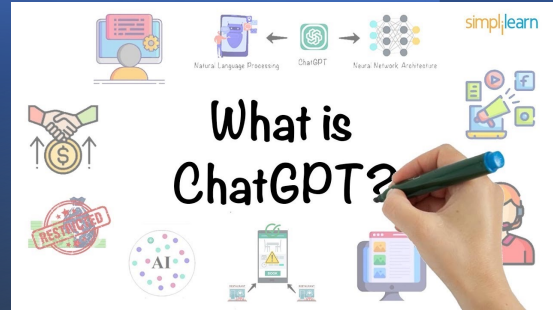 simplilearn
Natural Language Processing
ChatGPT
Neural Network Architecture
What is
ChatGPT?
RESTRICTED
AI